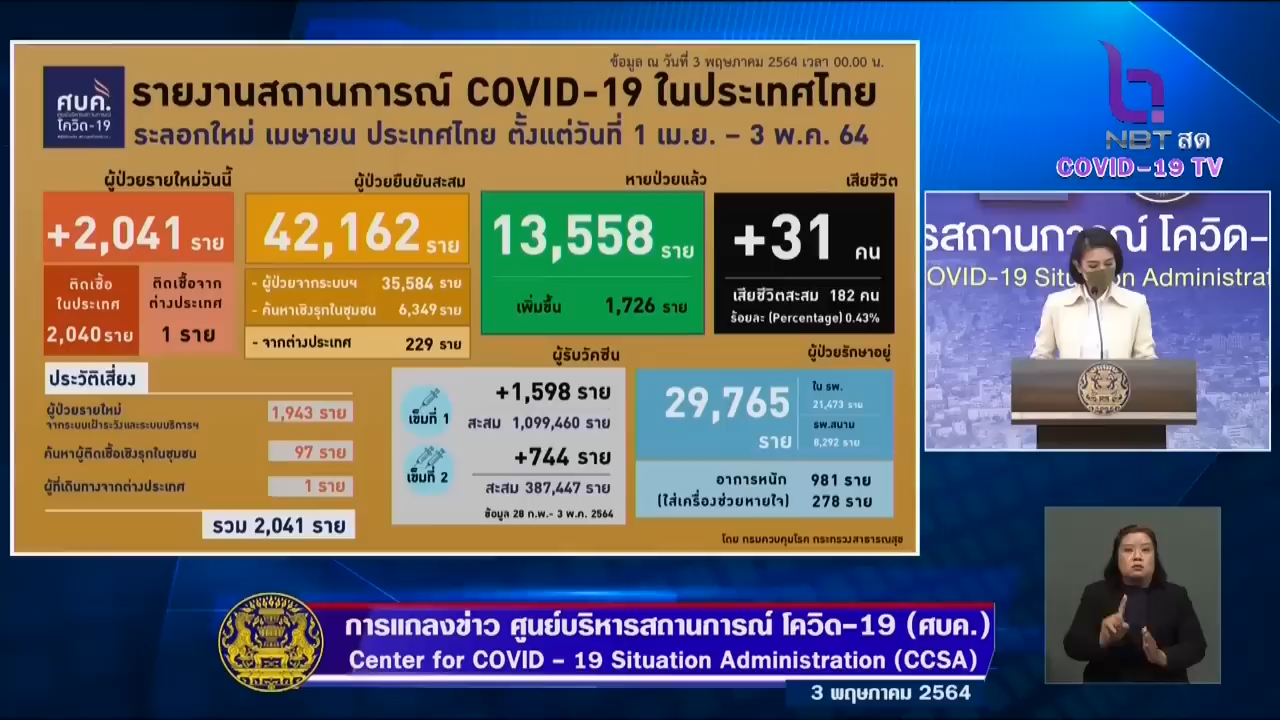 ข้อมูล ณ วันที่ 3 พฤษภาคม 2564 เวลา 00.00 น.
ศบค.
โควิด-19
รายงานสถานการณ์ COVID-19 ในประเทศไทย
ระลอกใหม่ เมษายน ประเทศไทย ตั้งแต่วันที่ 1 เม.ย. – 3 พ.ค. 64
ผู้ป่วยรายใหม่วันนี้
+2,041 ราย
ติดเชื้อ
ในประเทศ
2,040 ราย
ติดเชื้อจาก
ต่างประเทศ
1 ราย
ผู้ป่วยยืนยันสะสม
42,162 ราย
- ผู้ป่วยจากระบบฯ 35,584 ราย
- ค้นหาเชิงรุกในชุมชน 6,349 ราย
- จากต่างประเทศ 229 ราย
หายป่วยแล้ว
13,558 ราย
เพิ่มขึ้น 1,726 ราย
เสียชีวิต
+31 คน
เสียชีวิตสะสม 182 คน
ร้อยละ (Percentage) 0.43%
ประวัติเสี่ยง
ผู้ป่วยรายใหม่ 1,943 ราย
จากระบบเฝ้าระวังและระบบบริการฯ
ค้นหาผู้ติดเชื้อเชิงรุกในชุมชน 97 ราย
ผู้ที่เดินทางจากต่างประเทศ 1 ราย
รวม 2,041 ราย
ผู้รับวัคซีน
เข็มที่ 1
+1,598 ราย
สะสม 1,099,460 ราย
เข็มที่ 2
+744 ราย
สะสม 387,447 ราย
ข้อมูล 28 ก.พ.- 3 พ.ค. 2564
ผู้ป่วยรักษาอยู่
29,765
ราย
ใน รพ.
21,473 ราย
รพ.สนาม
8,292 ราย
อาการหนัก 981 ราย
(ใส่เครื่องช่วยหายใจ) 278 ราย
โดย กรมควบคุมโรค กระทรวงสาธารณสุข
NBT สด
COVID-19 TV
รสถานการณ์ โควิด-
OVID-19 Situation Administrat
การแถลงข่าว ศูนย์บริหารสถานการณ์ โควิด-19 (ศบค.)
Center for COVID – 19 Situation Administration (CCSA)
3 พฤษภาคม 2564